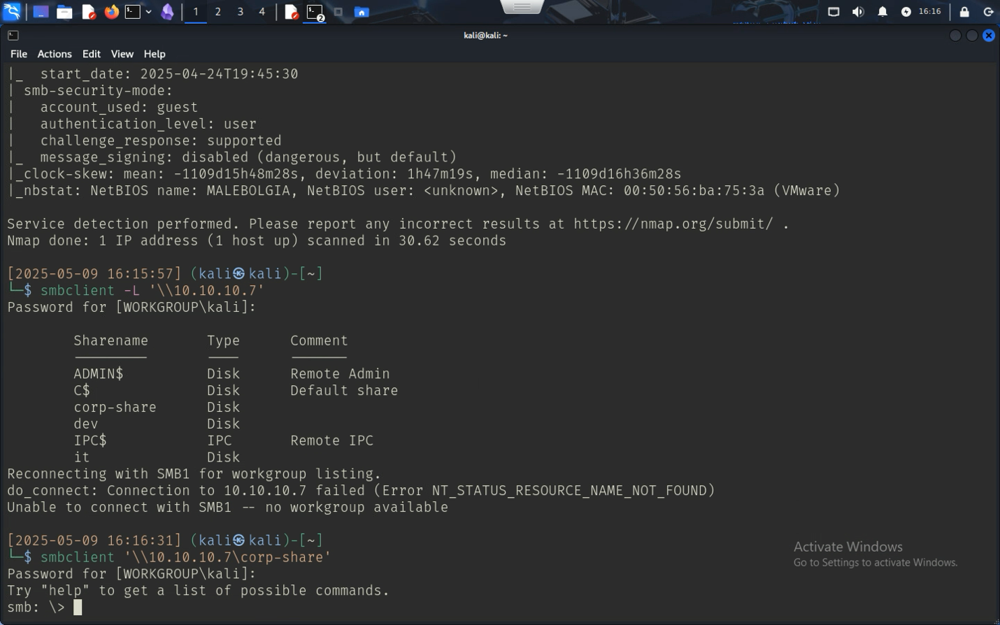 1 2 3 4 2 16:16
kali@kali: ~
File Actions Edit View Help
|_  start_date: 2025-04-24T19:45:30
| smb-security-mode:
|   account_used: guest
|   authentication_level: user
|   challenge_response: supported
|_  message_signing: disabled (dangerous, but default)
|_clock-skew: mean: -1109d15h48m28s, deviation: 1h47m19s, median: -1109d16h36m28s
|_nbstat: NetBIOS name: MALEBOLGIA, NetBIOS user: <unknown>, NetBIOS MAC: 00:50:56:ba:75:3a (VMware)
Service detection performed. Please report any incorrect results at https://nmap.org/submit/ .
Nmap done: 1 IP address (1 host up) scanned in 30.62 seconds
[2025-05-09 16:15:57] (kali㉿kali)-[~]
└─$ smbclient -L '\\10.10.10.7'
Password for [WORKGROUP\kali]:
Sharename Type Comment
--------- ---- -------
ADMIN$ Disk Remote Admin
C$ Disk Default share
corp-share Disk
dev Disk
IPC$ IPC Remote IPC
it Disk
Reconnecting with SMB1 for workgroup listing.
do_connect: Connection to 10.10.10.7 failed (Error NT_STATUS_RESOURCE_NAME_NOT_FOUND)
Unable to connect with SMB1 -- no workgroup available
[2025-05-09 16:16:31] (kali㉿kali)-[~]
└─$ smbclient '\\10.10.10.7\corp-share'
Password for [WORKGROUP\kali]:
Try "help" to get a list of possible commands.
smb: \>
Activate Windows
Go to Settings to activate Windows.